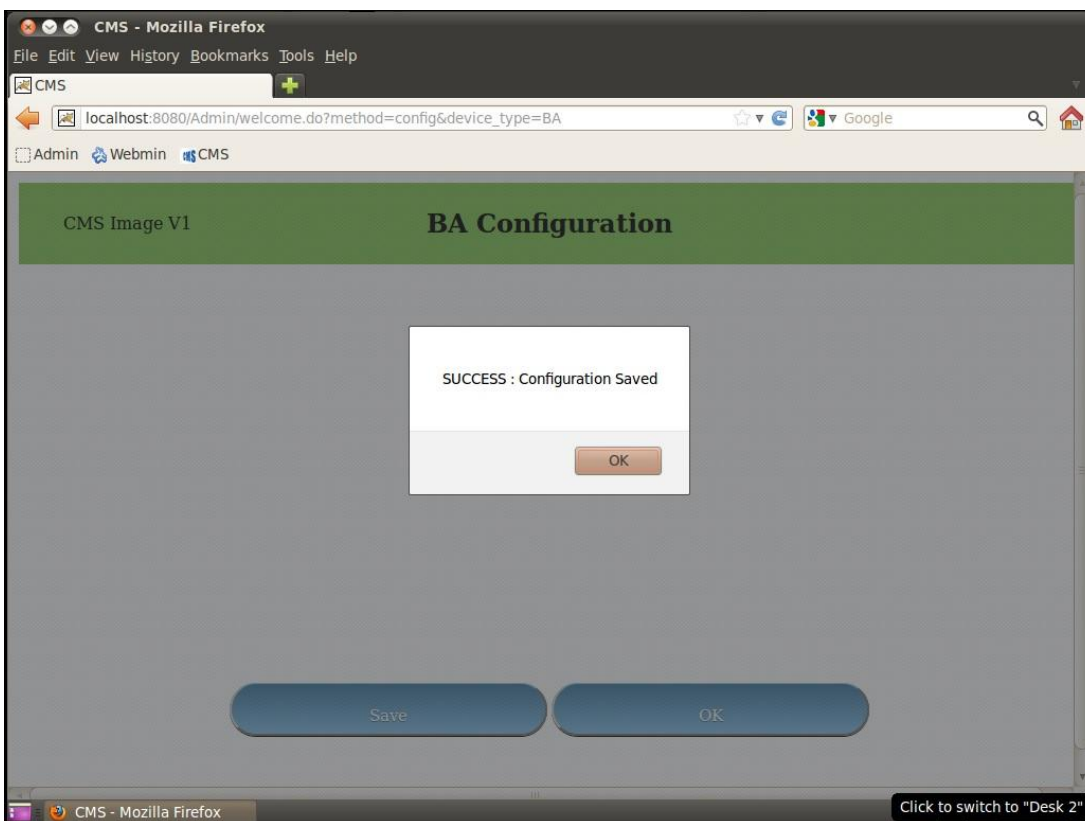 CMS - Mozilla Firefox
File Edit View History Bookmarks Tools Help
CMS
localhost:8080/Admin/welcome.do?method=config&device_type=BA Google
Admin Webmin CMS CMS
CMS Image V1 BA Configuration
SUCCESS : Configuration Saved
OK
Save OK
CMS - Mozilla Firefox Click to switch to "Desk 2"